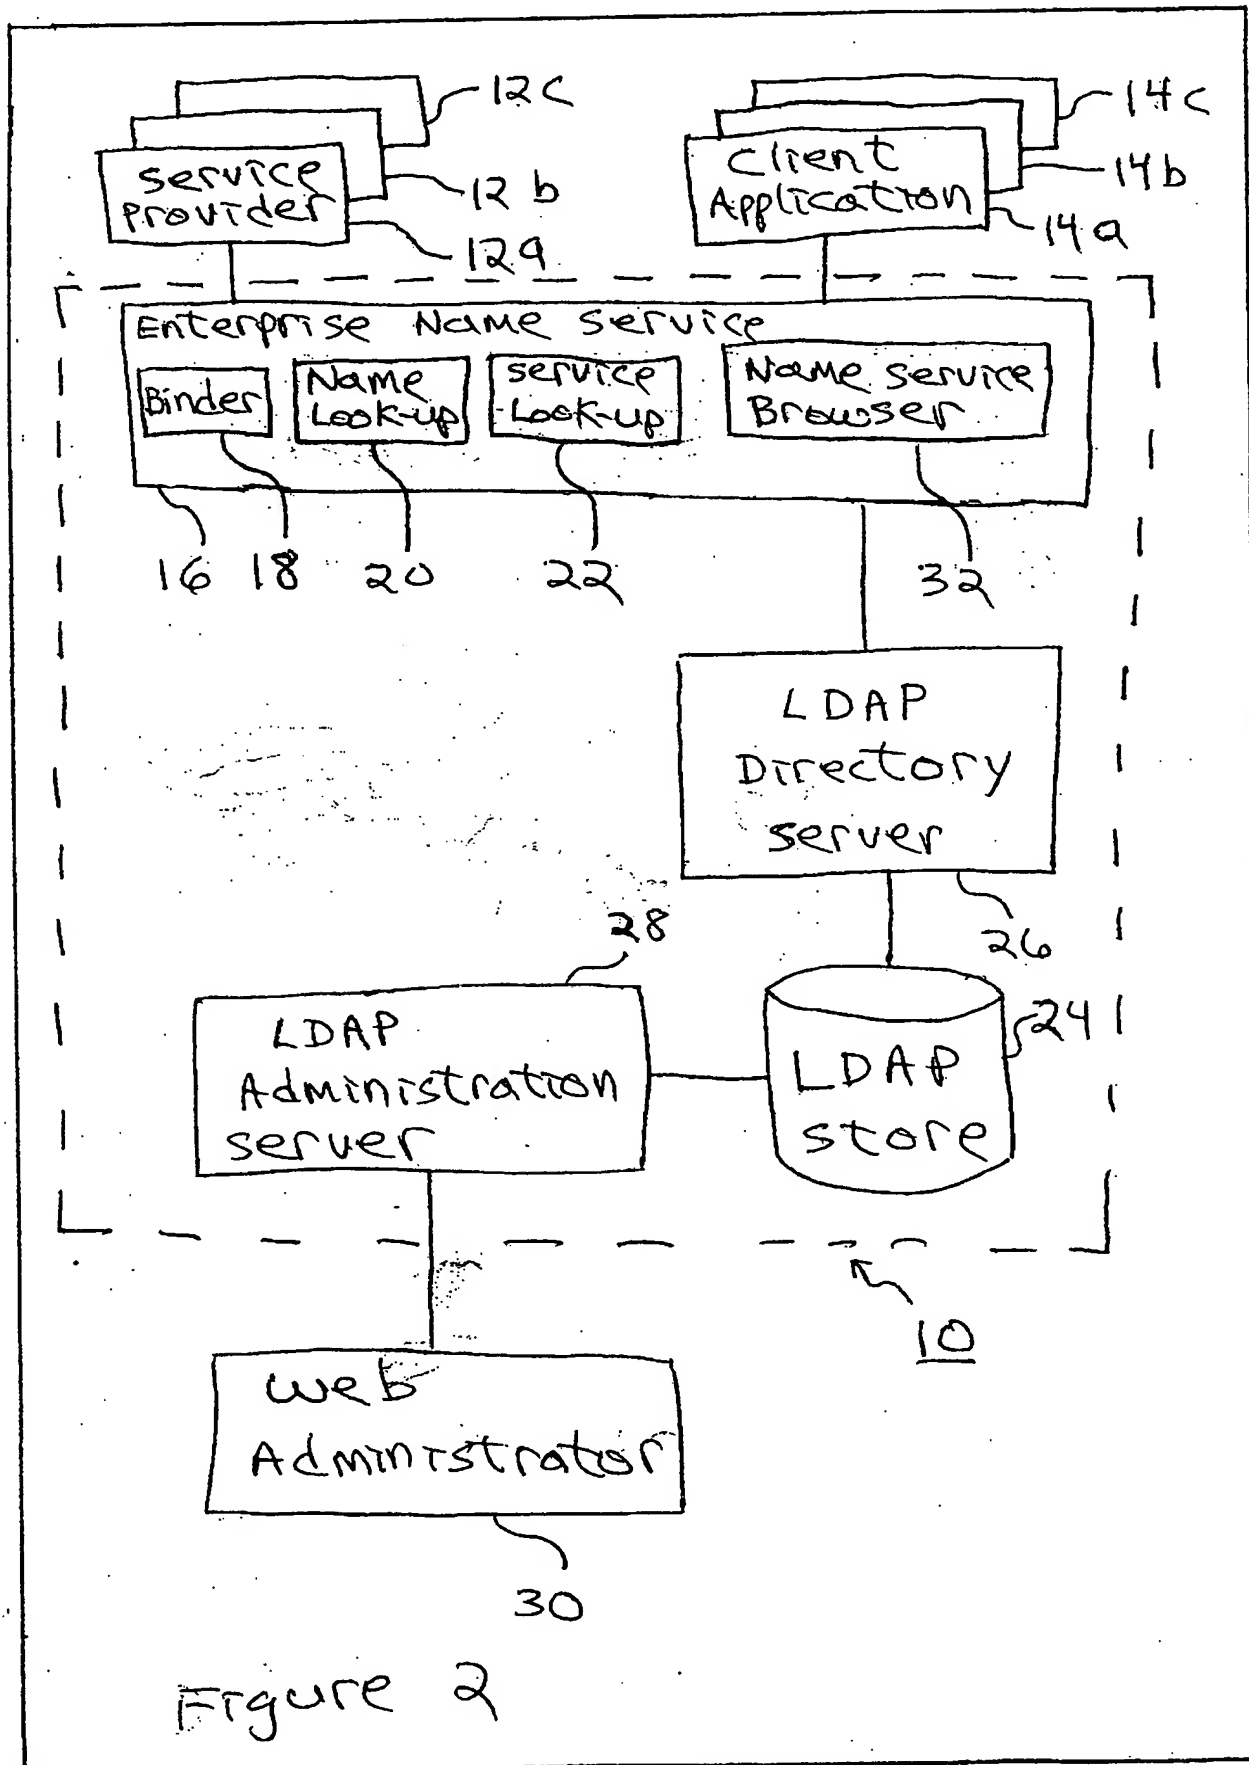 12c
14c
service
Provider
12b
client
Application
14b
12a
14a
Enterprise Name service
Binder
Name
Look-up
service
Look-up
Name service
Browser
16
18
20
22
32
LDAP
Directory
server
28
26
LDAP
Administration
server
LDAP
store
24
10
web
Administrator
30
Figure 2